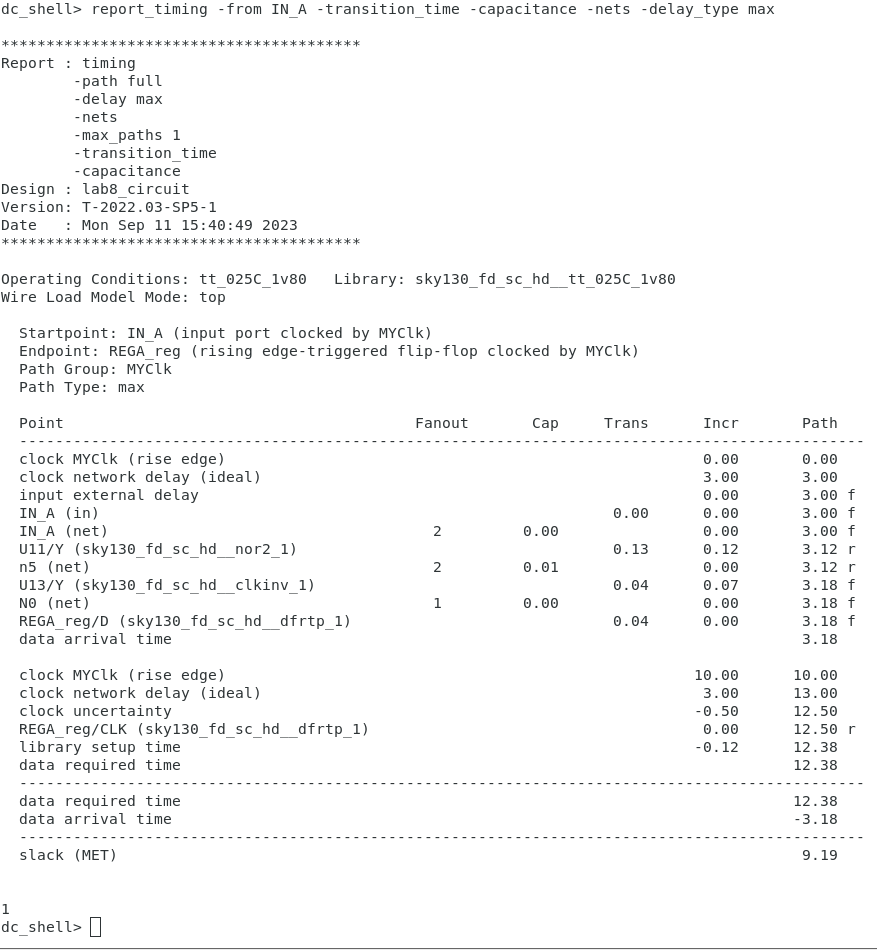 dc_shell> report_timing -from IN_A -transition_time -capacitance -nets -delay_type max
****************************************
Report : timing
        -path full
        -delay max
        -nets
        -max_paths 1
        -transition_time
        -capacitance
Design : lab8_circuit
Version: T-2022.03-SP5-1
Date   : Mon Sep 11 15:40:49 2023
****************************************
Operating Conditions: tt_025C_1v80   Library: sky130_fd_sc_hd__tt_025C_1v80
Wire Load Model Mode: top
  Startpoint: IN_A (input port clocked by MYClk)
  Endpoint: REGA_reg (rising edge-triggered flip-flop clocked by MYClk)
  Path Group: MYClk
  Path Type: max
  Point                                       Fanout       Cap     Trans      Incr       Path
  ----------------------------------------------------------------------------------------------
  clock MYClk (rise edge)                                                     0.00       0.00
  clock network delay (ideal)                                                 3.00       3.00
  input external delay                                                        0.00       3.00 f
  IN_A (in)                                                         0.00      0.00       3.00 f
  IN_A (net)                                    2         0.00                0.00       3.00 f
  U11/Y (sky130_fd_sc_hd__nor2_1)                                   0.13      0.12       3.12 r
  n5 (net)                                      2         0.01                0.00       3.12 r
  U13/Y (sky130_fd_sc_hd__clkinv_1)                                 0.04      0.07       3.18 f
  N0 (net)                                      1         0.00                0.00       3.18 f
  REGA_reg/D (sky130_fd_sc_hd__dfrtp_1)                             0.04      0.00       3.18 f
  data arrival time                                                                      3.18
  clock MYClk (rise edge)                                                    10.00      10.00
  clock network delay (ideal)                                                 3.00      13.00
  clock uncertainty                                                          -0.50      12.50
  REGA_reg/CLK (sky130_fd_sc_hd__dfrtp_1)                                     0.00      12.50 r
  library setup time                                                         -0.12      12.38
  data required time                                                                    12.38
  ----------------------------------------------------------------------------------------------
  data required time                                                                    12.38
  data arrival time                                                                     -3.18
  ----------------------------------------------------------------------------------------------
  slack (MET)                                                                            9.19
1
dc_shell>